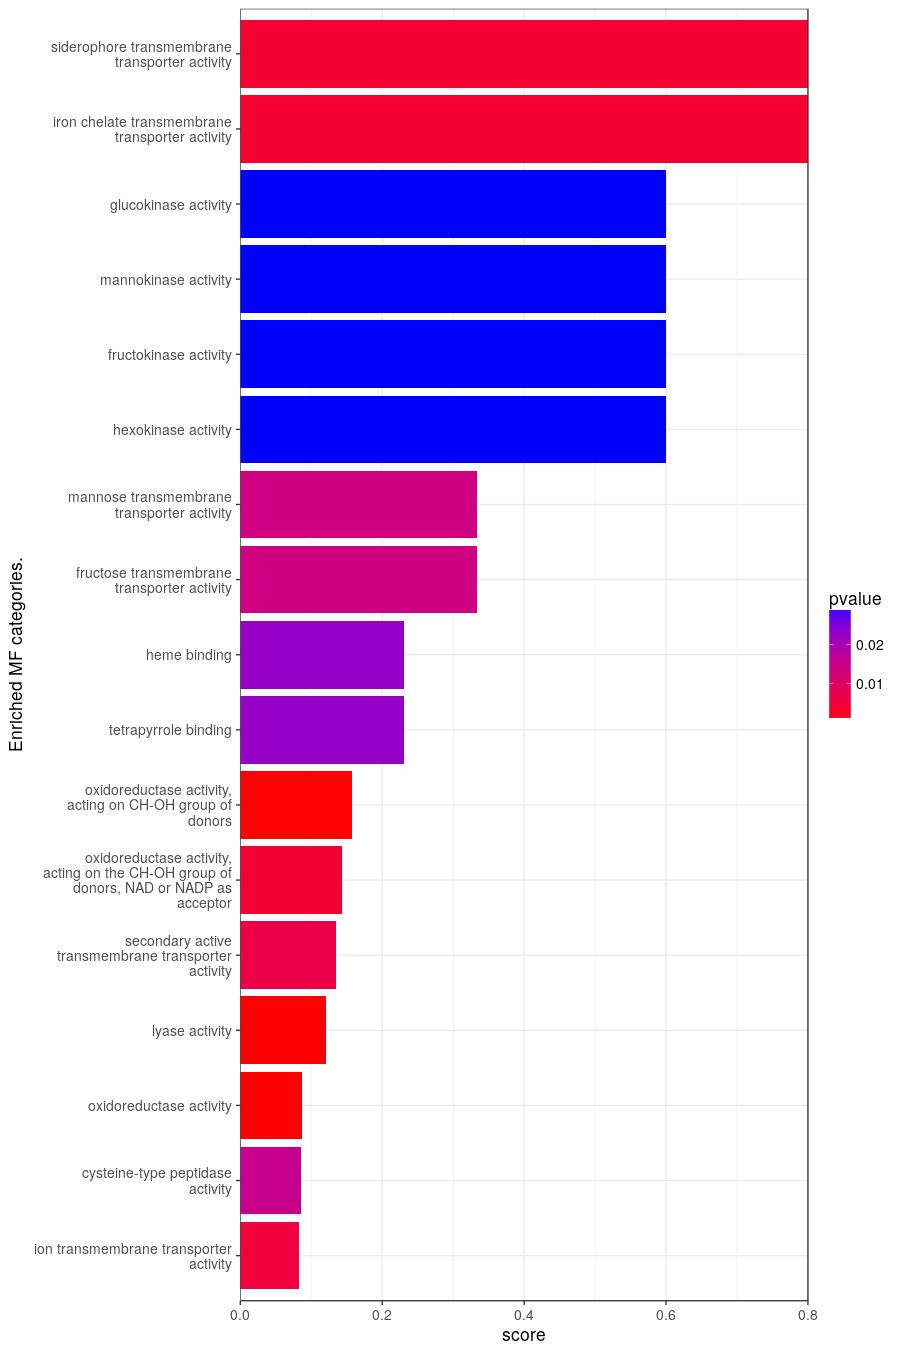 siderophore transmembrane
transporter activity
iron chelate transmembrane
transporter activity
glucokinase activity
mannokinase activity
fructokinase activity
hexokinase activity
mannose transmembrane
transporter activity
fructose transmembrane
transporter activity
heme binding
tetrapyrrole binding
oxidoreductase activity,
acting on CH-OH group of
donors
oxidoreductase activity,
acting on the CH-OH group of
donors, NAD or NADP as
acceptor
secondary active
transmembrane transporter
activity
lyase activity
oxidoreductase activity
cysteine-type peptidase
activity
ion transmembrane transporter
activity
Enriched MF categories.
0.0 0.2 0.4 0.6 0.8
score
pvalue
0.02
0.01